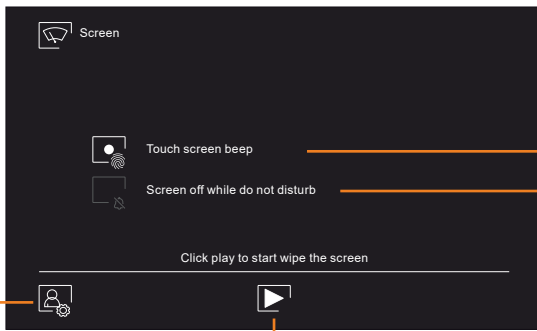 Screen
Touch screen beep
Screen off while do not disturb
Click play to start wipe the screen